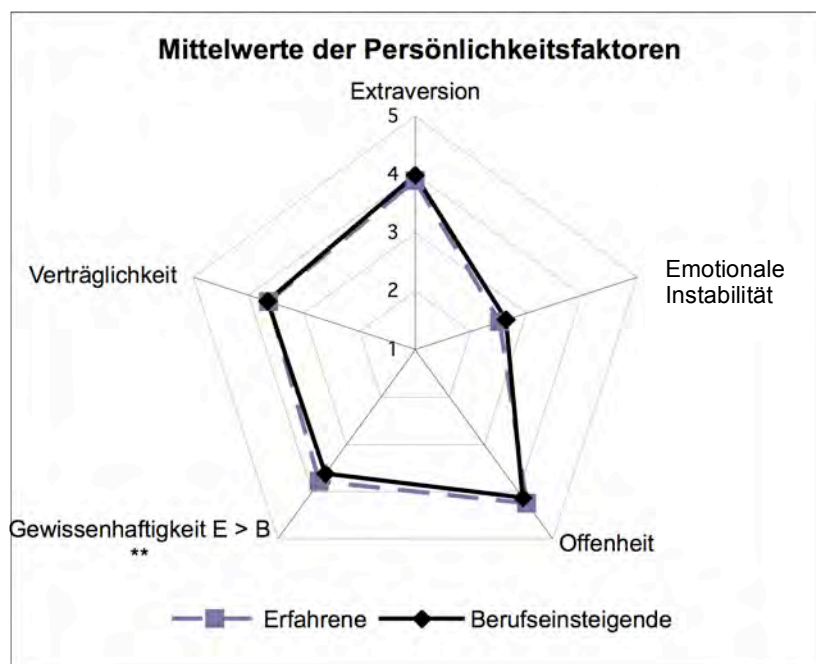 Mittelwerte der Persönlichkeitsfaktoren
Extraversion
5
4
3
2
1
Verträglichkeit
Emotionale
Instabilität
Gewissenhaftigkeit E > B
**
Offenheit
Erfahrene
Berufseinsteigende